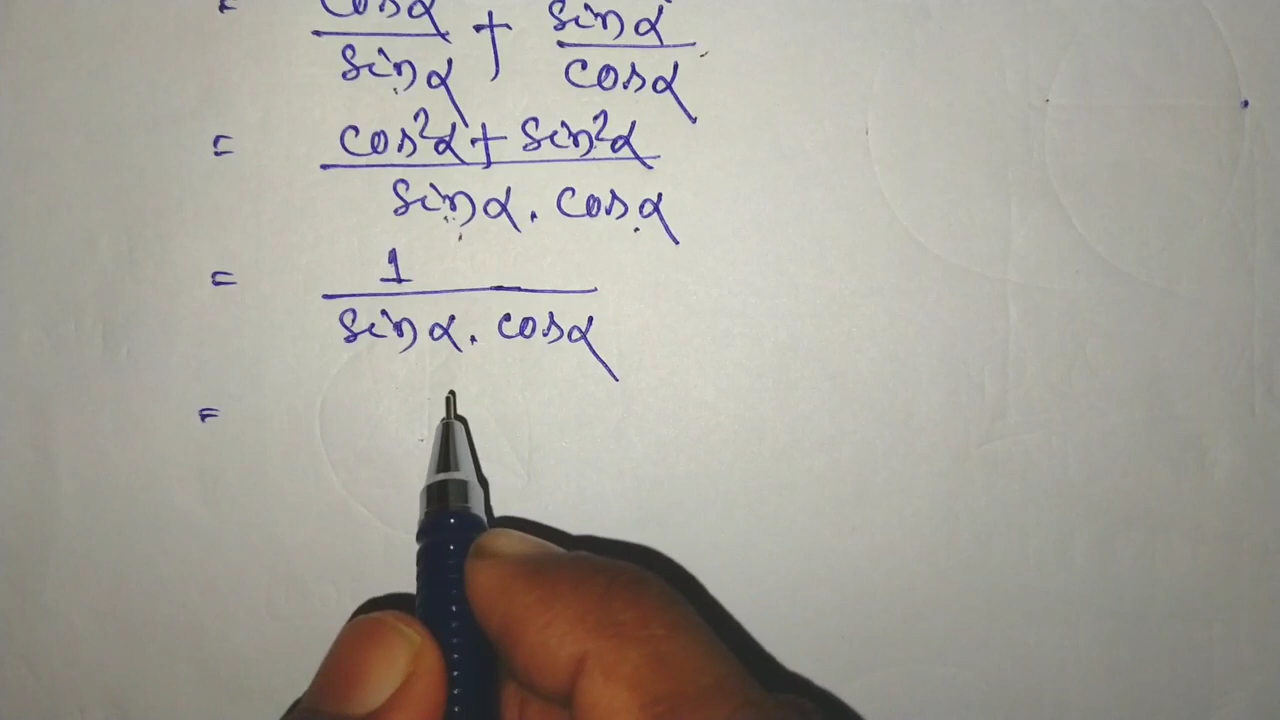 = cosα/sinα + sinα/cosα
= cos²α + sin²α / sinα . cosα
= 1 / sinα . cosα
=